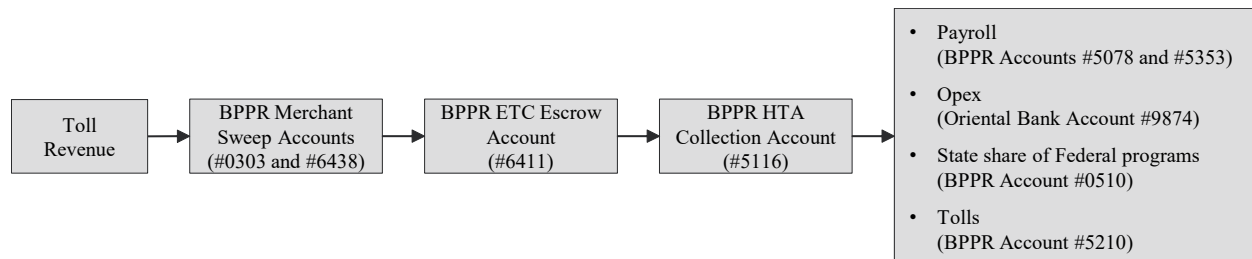 Toll
Revenue
BPPR Merchant
Sweep Accounts
(#0303 and #6438)
BPPR ETC Escrow
Account
(#6411)
BPPR HTA
Collection Account
(#5116)
• Payroll
(BPPR Accounts #5078 and #5353)
• Opex
(Oriental Bank Account #9874)
• State share of Federal programs
(BPPR Account #0510)
• Tolls
(BPPR Account #5210)